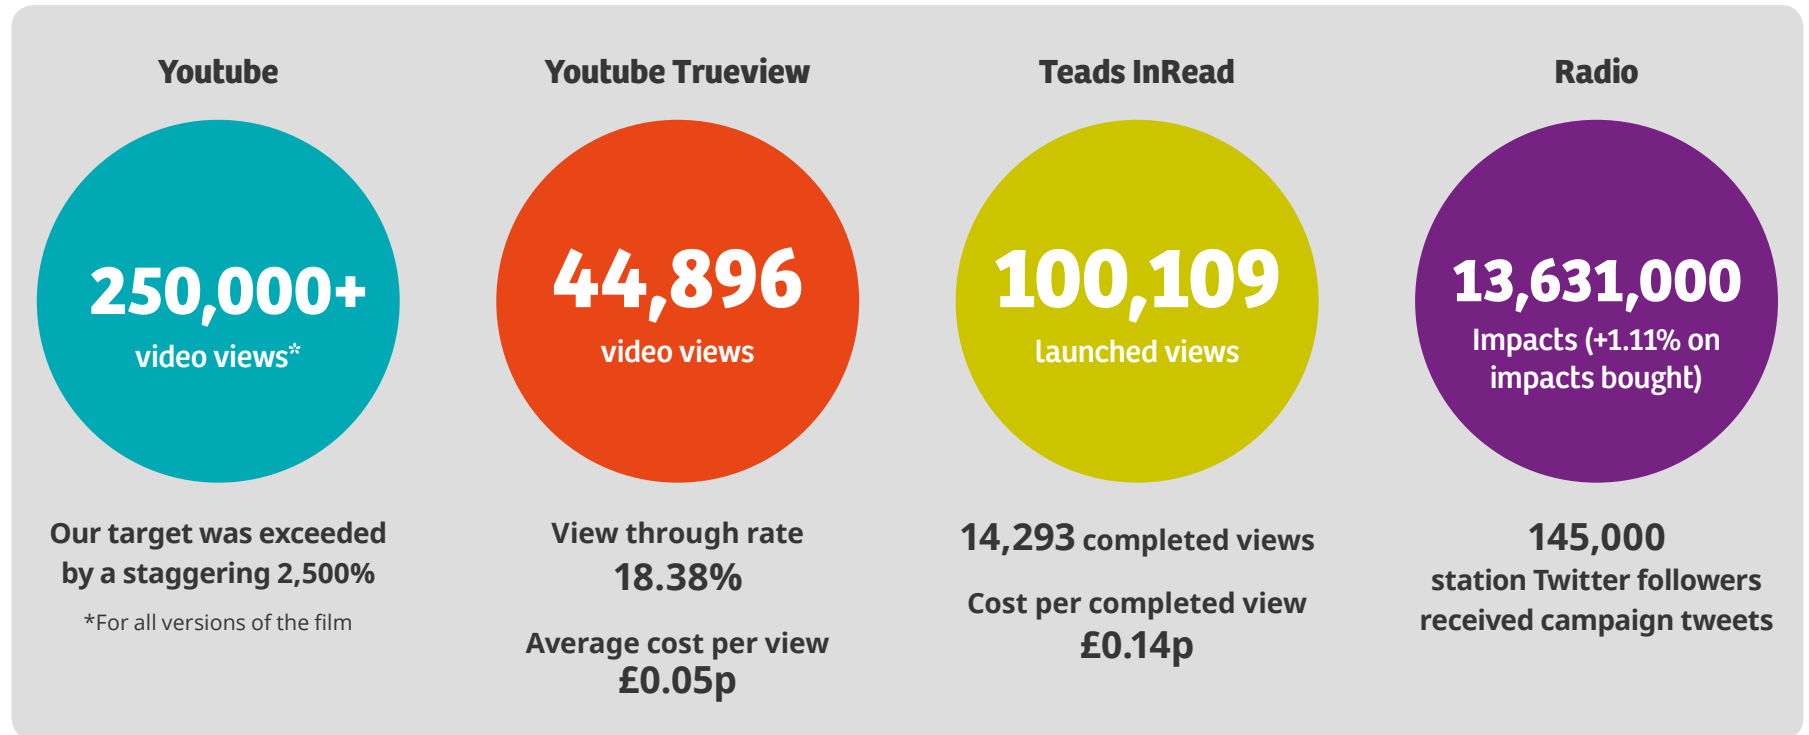 Youtube
250,000+
video views*
Our target was exceeded
by a staggering 2,500%
*For all versions of the film
Youtube Trueview
44,896
video views
View through rate
18.38%
Average cost per view
£0.05p
Teads InRead
100,109
launched views
14,293 completed views
Cost per completed view
£0.14p
Radio
13,631,000
Impacts (+1.11% on
impacts bought)
145,000
station Twitter followers
received campaign tweets